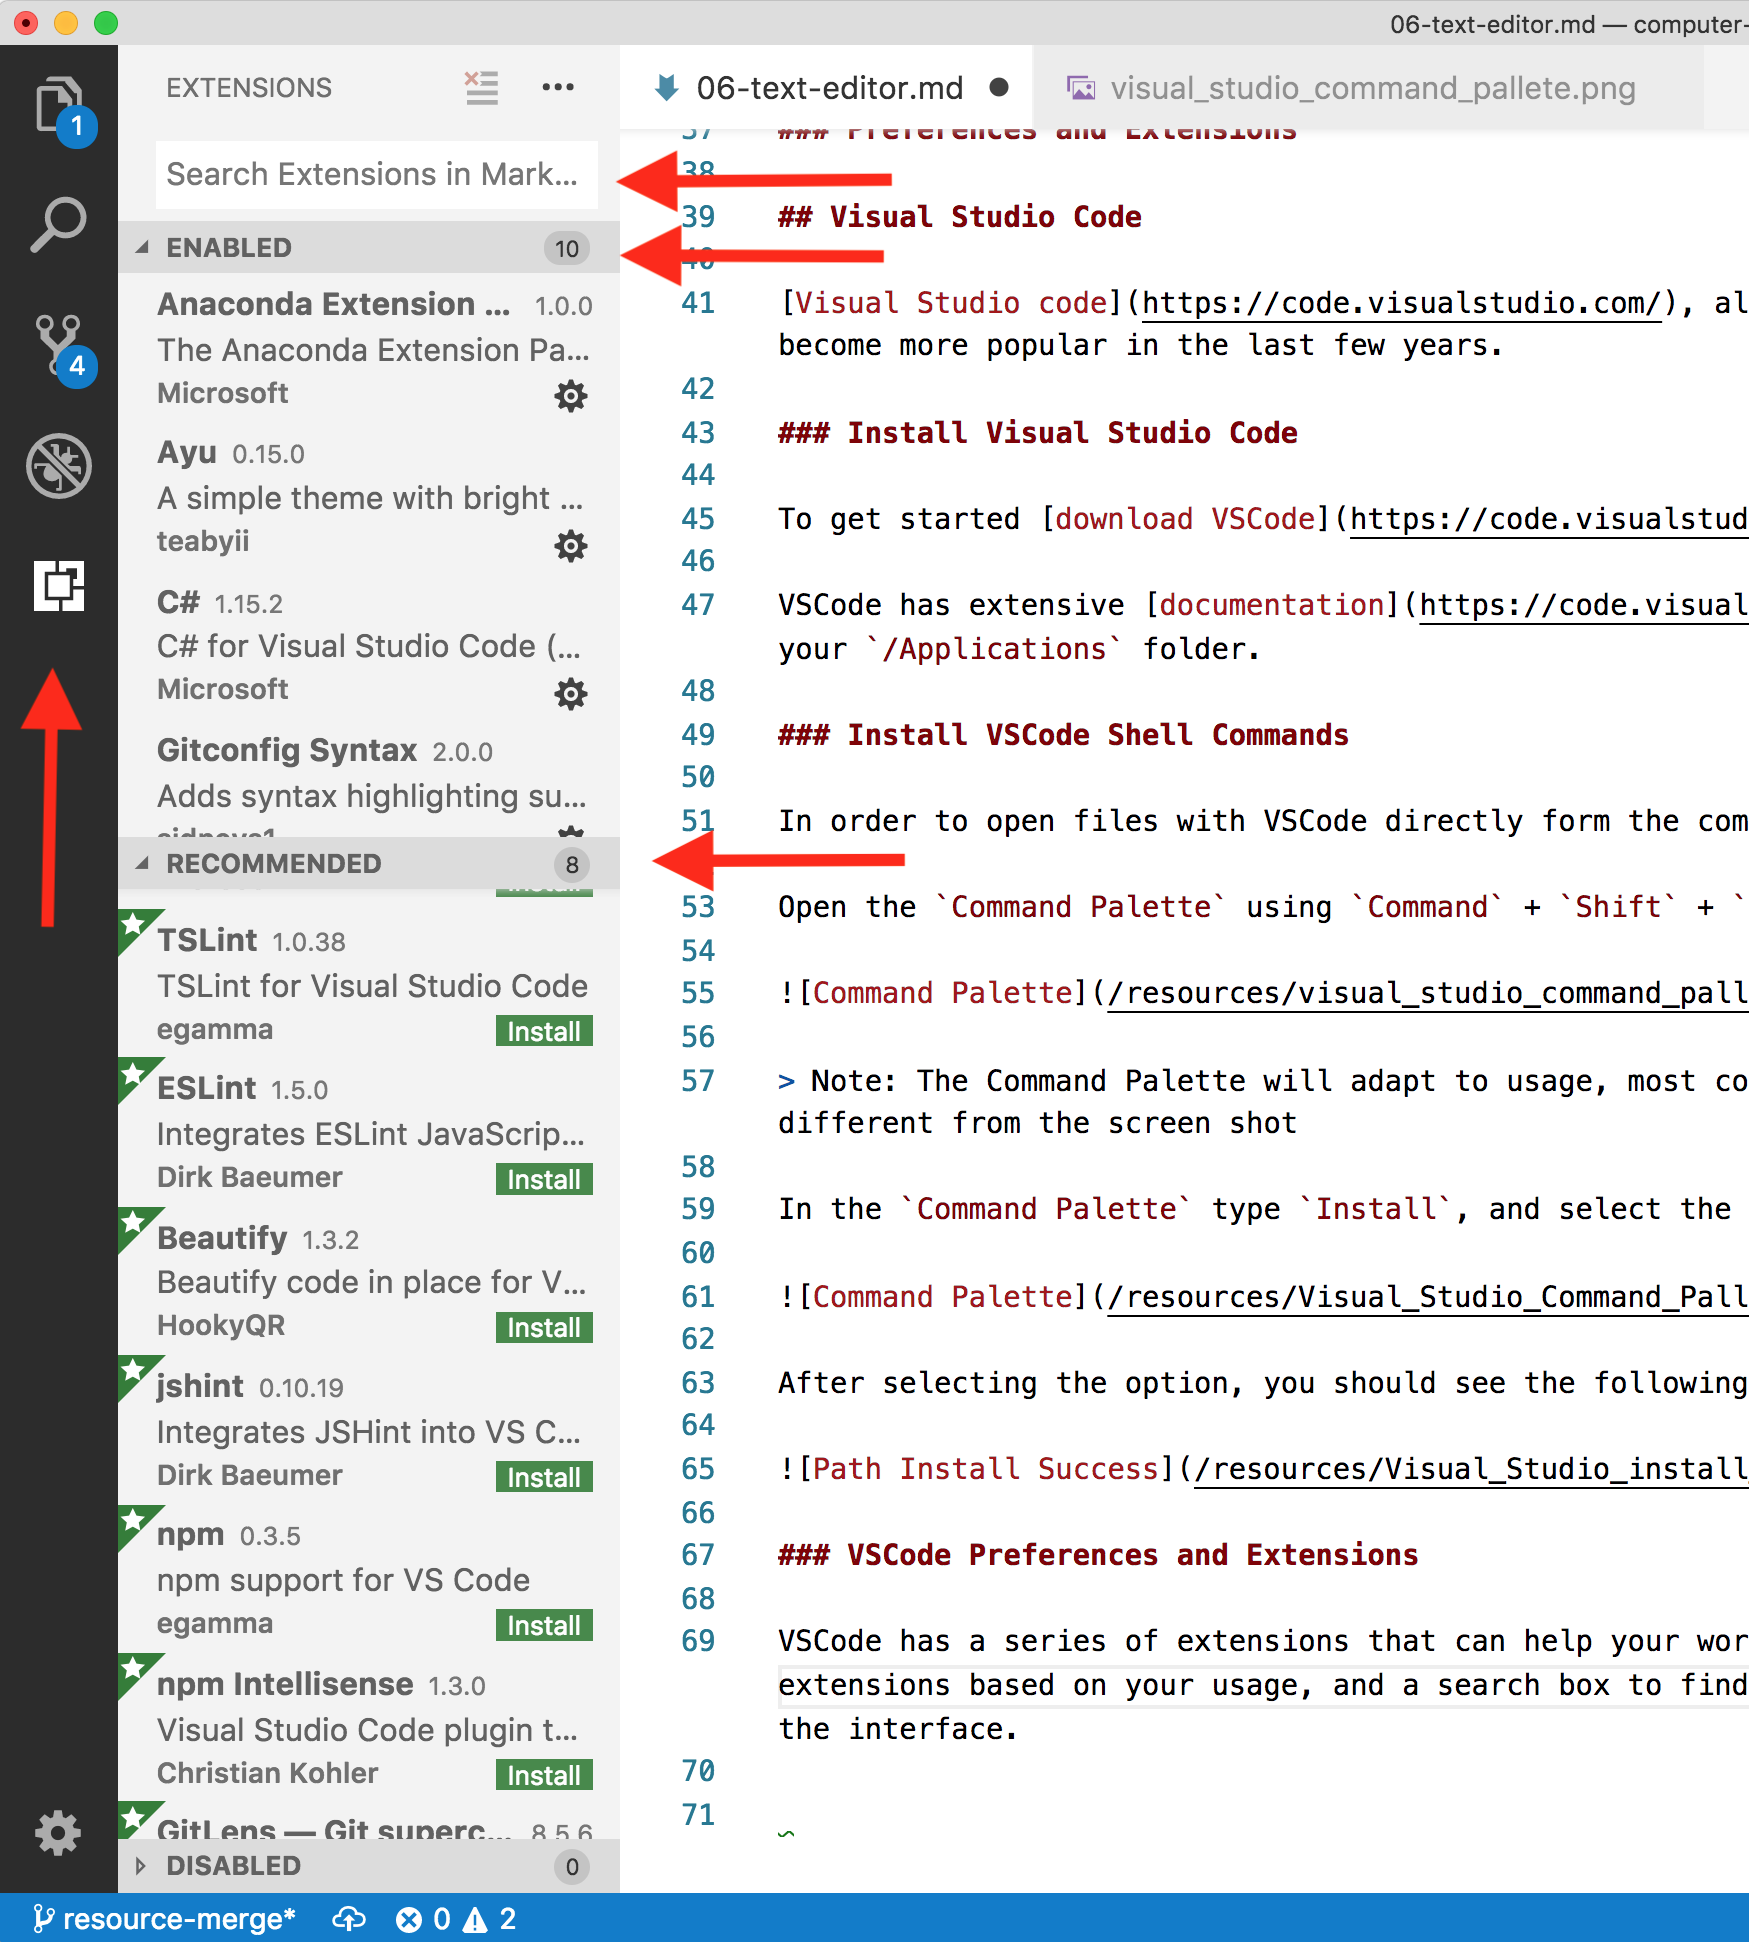 06-text-editor.md — computer-
EXTENSIONS
1
Search Extensions in Mark...
ENABLED 10
Anaconda Extension ... 1.0.0
The Anaconda Extension Pa...
Microsoft
4
Ayu 0.15.0
A simple theme with bright ...
teabyii
C# 1.15.2
C# for Visual Studio Code (...
Microsoft
Gitconfig Syntax 2.0.0
Adds syntax highlighting su...
RECOMMENDED 8
Install
TSLint 1.0.38
TSLint for Visual Studio Code
egamma Install
ESLint 1.5.0
Integrates ESLint JavaScrip...
Dirk Baeumer Install
Beautify 1.3.2
Beautify code in place for V...
HookyQR Install
jshint 0.10.19
Integrates JSHint into VS C...
Dirk Baeumer Install
npm 0.3.5
npm support for VS Code
egamma Install
npm Intellisense 1.3.0
Visual Studio Code plugin t...
Christian Kohler Install
GitLens — Git superc... 8.5.6
DISABLED 0
06-text-editor.md visual_studio_command_pallete.png
37 ### Preferences and Extensions
38
39 ## Visual Studio Code
40
41 [Visual Studio code](https://code.visualstudio.com/), al
become more popular in the last few years.
42
43 ### Install Visual Studio Code
44
45 To get started [download VSCode](https://code.visualstud
46
47 VSCode has extensive [documentation](https://code.visual
your `/Applications` folder.
48
49 ### Install VSCode Shell Commands
50
51 In order to open files with VSCode directly form the com
53 Open the `Command Palette` using `Command` + `Shift` + `
54
55 ![Command Palette](/resources/visual_studio_command_pall
56
57 > Note: The Command Palette will adapt to usage, most co
different from the screen shot
58
59 In the `Command Palette` type `Install`, and select the
60
61 ![Command Palette](/resources/Visual_Studio_Command_Pall
62
63 After selecting the option, you should see the following
64
65 ![Path Install Success](/resources/Visual_Studio_install_
66
67 ### VSCode Preferences and Extensions
68
69 VSCode has a series of extensions that can help your wor
extensions based on your usage, and a search box to find
the interface.
70
71
resource-merge* 0 2